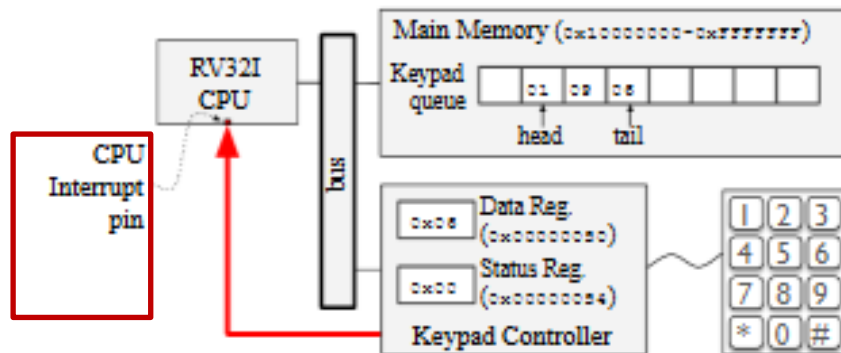 Main Memory (0x10000000-0xFFFFFFFF)
RV32I
CPU
Keypad
queue
01 09 06
head tail
CPU
Interrupt
pin
bus
0x06 Data Reg.
(0x00000080)
0x00 Status Reg.
(0x00000084)
Keypad Controller
1 2 3
4 5 6
7 8 9
* 0 #